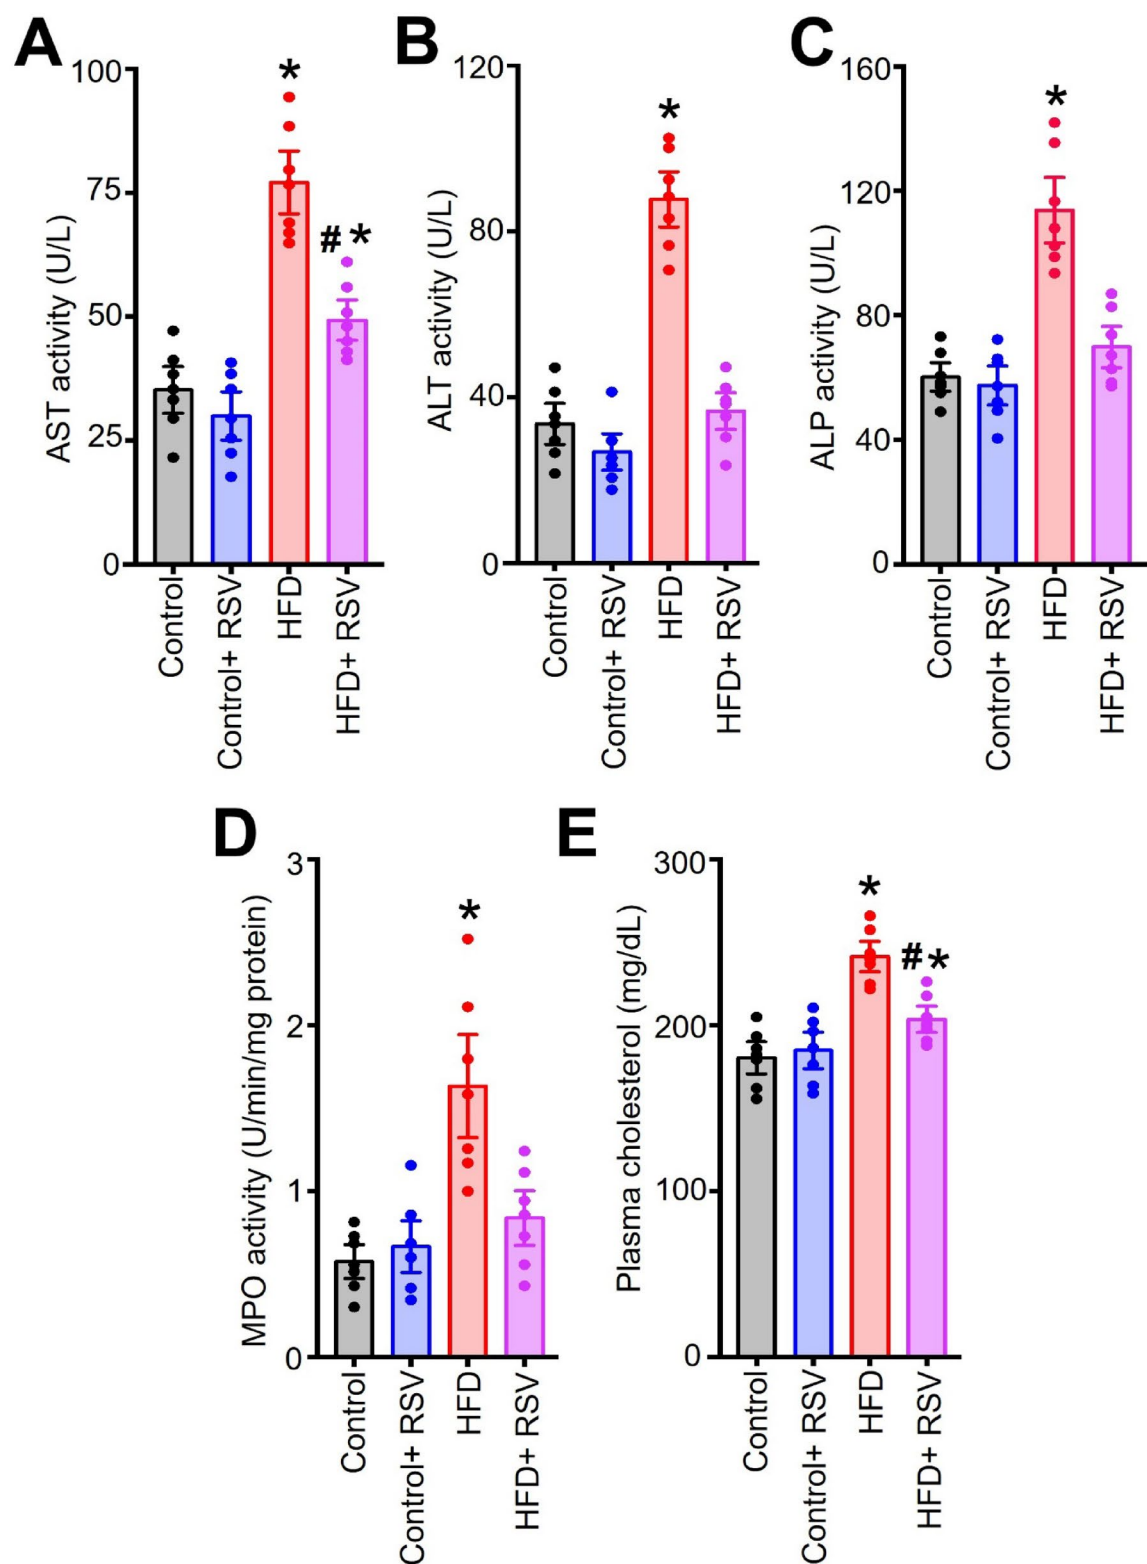 A
AST activity (U/L)
100
75
50
25
0
*
#*
Control
Control+ RSV
HFD
HFD+ RSV
B
ALT activity (U/L)
120
80
40
0
*
Control
Control+ RSV
HFD
HFD+ RSV
C
ALP activity (U/L)
160
120
80
40
0
*
Control
Control+ RSV
HFD
HFD+ RSV
D
MPO activity (U/min/mg protein)
3
2
1
0
*
Control
Control+ RSV
HFD
HFD+ RSV
E
Plasma cholesterol (mg/dL)
300
200
100
0
*
#*
Control
Control+ RSV
HFD
HFD+ RSV